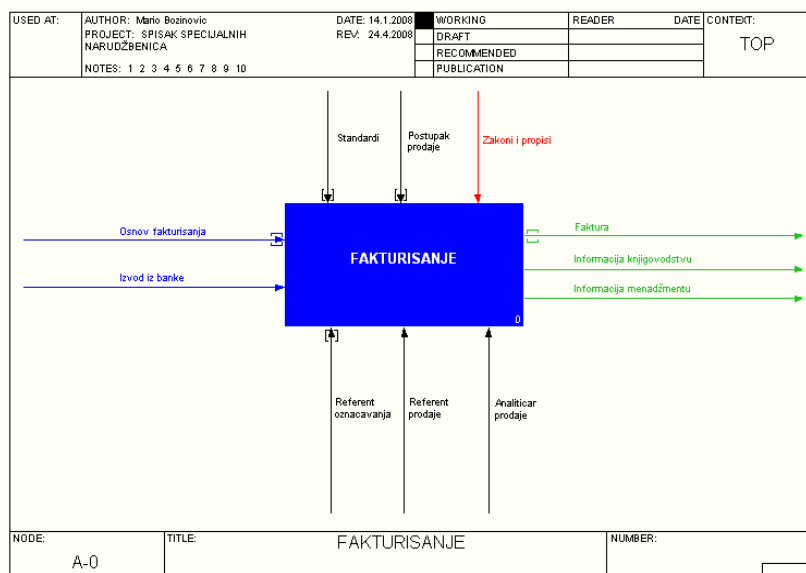 USED AT:
AUTHOR: Mario Bozinovic
DATE: 14.1.2008
PROJECT: SPISAK SPECIJALNIH
NARUDŽBENICA
REV: 24.4.2008
NOTES: 1 2 3 4 5 6 7 8 9 10
WORKING
DRAFT
RECOMMENDED
PUBLICATION
READER DATE
CONTEXT:
TOP
Standardi
Postupak
prodaje
Zakoni i propisi
Osnov fakturisanja
Izvod iz banke
FAKTURISANJE
0
Faktura
Informacija knjigovodstvu
Informacija menadžmentu
Referent
oznacavanja
Referent
prodaje
Analiticar
prodaje
NODE:
A-0
TITLE:
FAKTURISANJE
NUMBER: